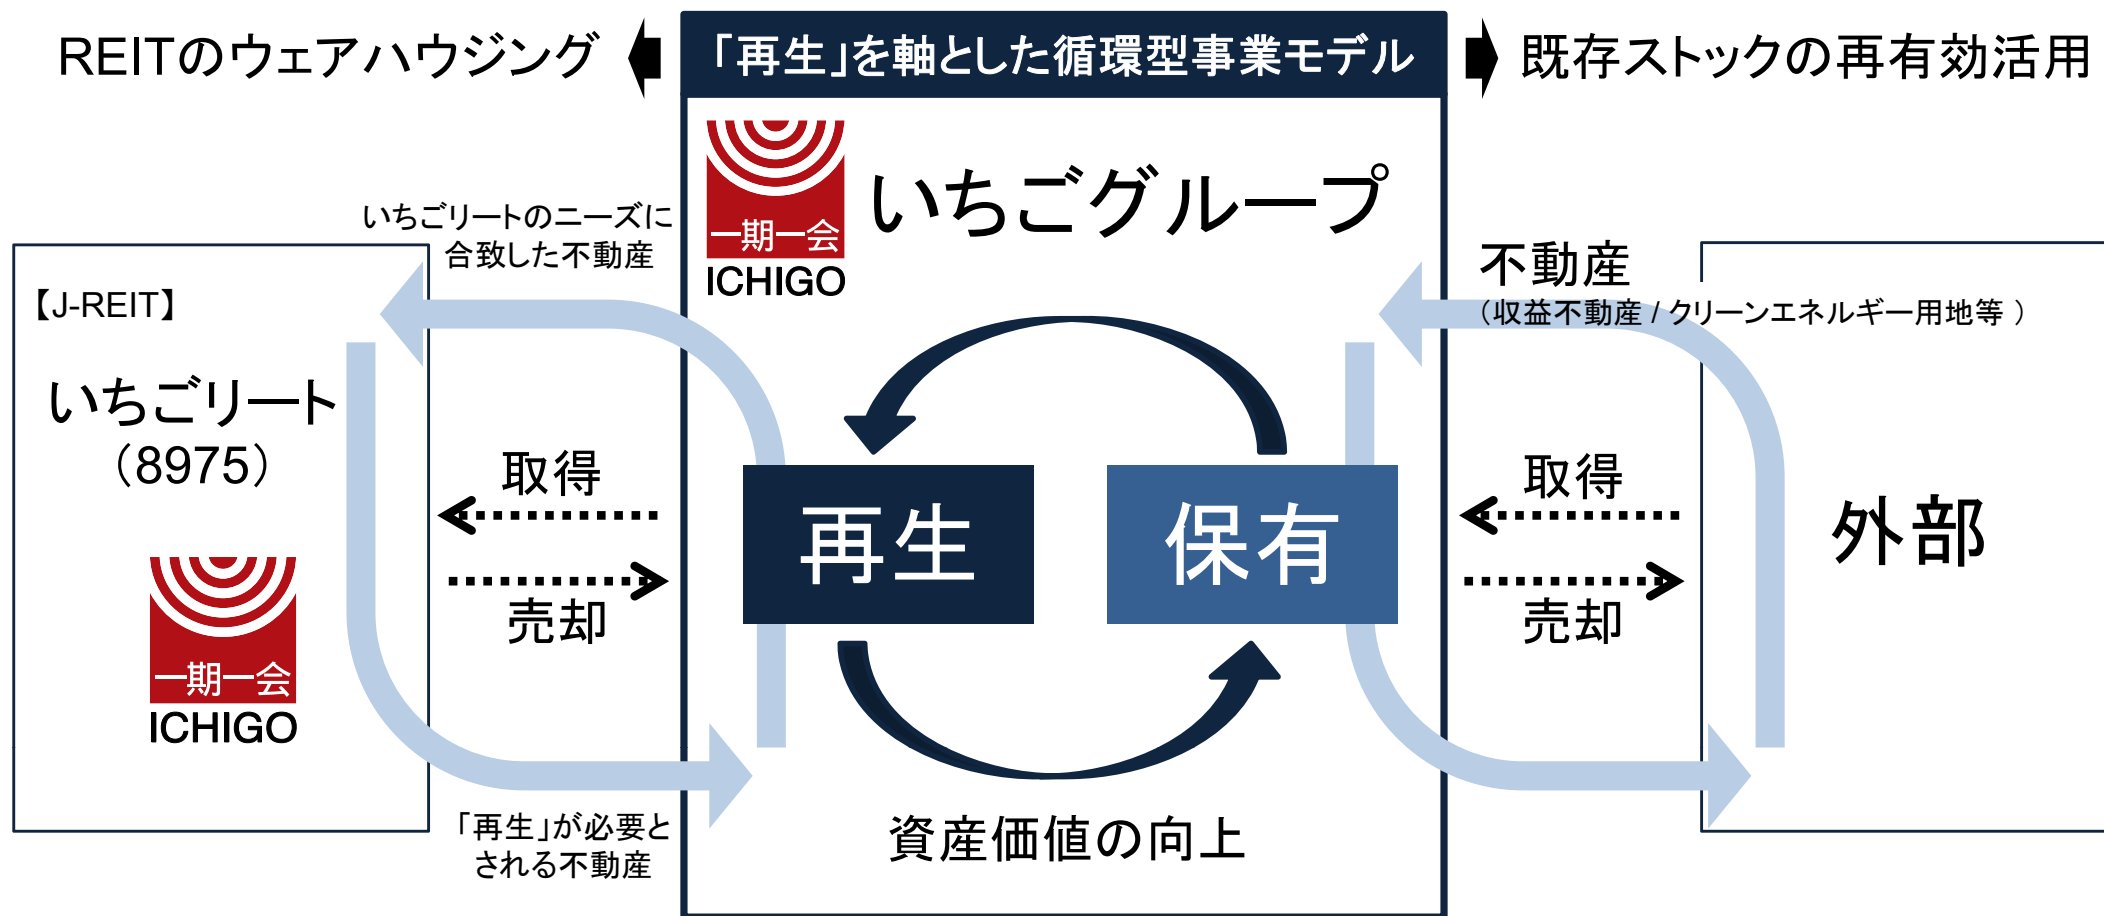 REITのウェアハウジング
「再生」を軸とした循環型事業モデル
既存ストックの再有効活用
一期一会
ICHIGO
いちごグループ
いちごリートのニーズに
合致した不動産
不動産
（収益不動産 / クリーンエネルギー用地等 ）
【J-REIT】
いちごリート
（8975）
一期一会
ICHIGO
取得
売却
再生
保有
取得
売却
外部
「再生」が必要と
される不動産
資産価値の向上